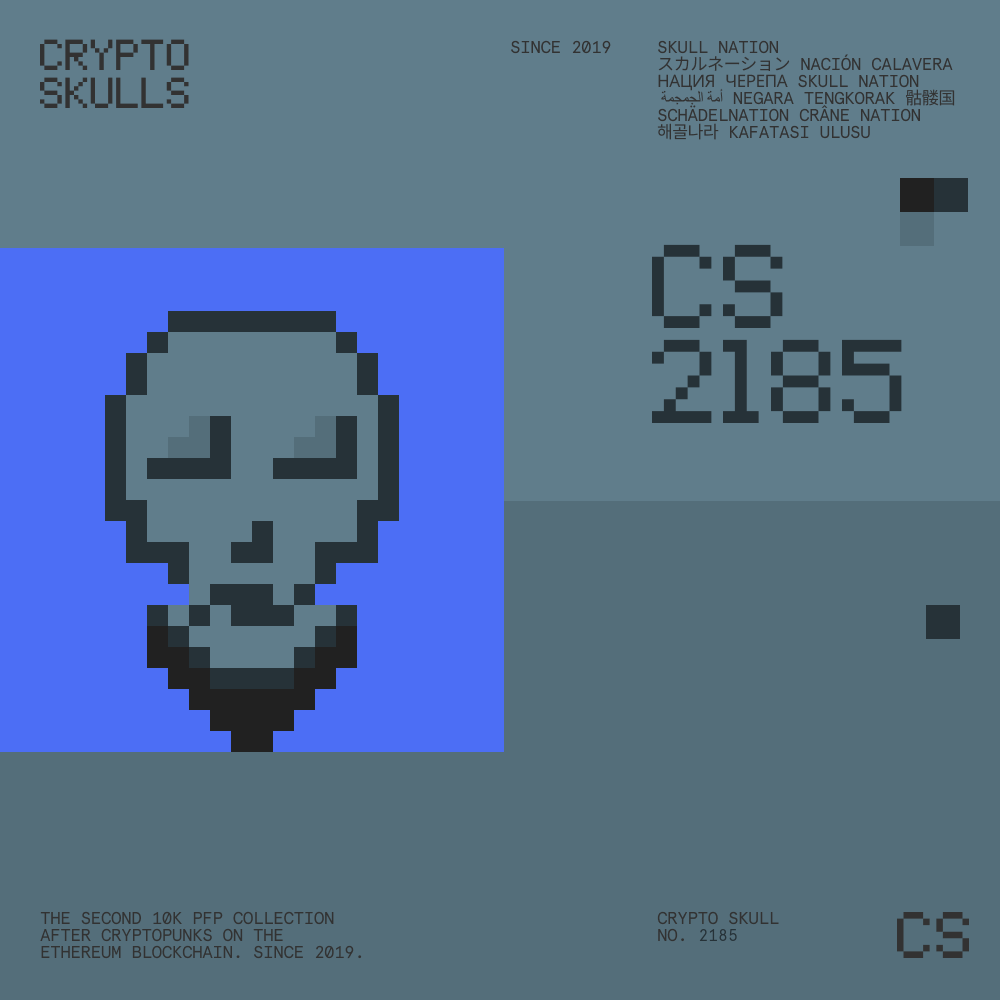 CRYPTO
SKULLS
SINCE 2019
SKULL NATION
スカルネーション NACIÓN CALAVERA
НАЦИЯ ЧЕРЕПА SKULL NATION
أمة الجمجمة NEGARA TENGKORAK 骷髅国
SCHÄDELNATION CRÂNE NATION
해골나라 KAFATASI ULUSU
CS
2185
THE SECOND 10K PFP COLLECTION
AFTER CRYPTOPUNKS ON THE
ETHEREUM BLOCKCHAIN. SINCE 2019.
CRYPTO SKULL
NO. 2185
CS